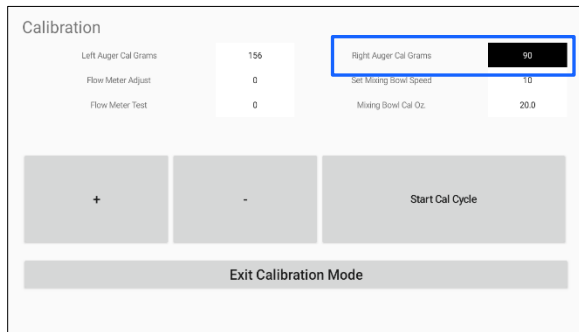 Calibration
Left Auger Cal Grams 156 Right Auger Cal Grams 90
Flow Meter Adjust 0 Set Mixing Bowl Speed 10
Flow Meter Test 0 Mixing Bowl Cal Oz. 20.0
+ - Start Cal Cycle
Exit Calibration Mode